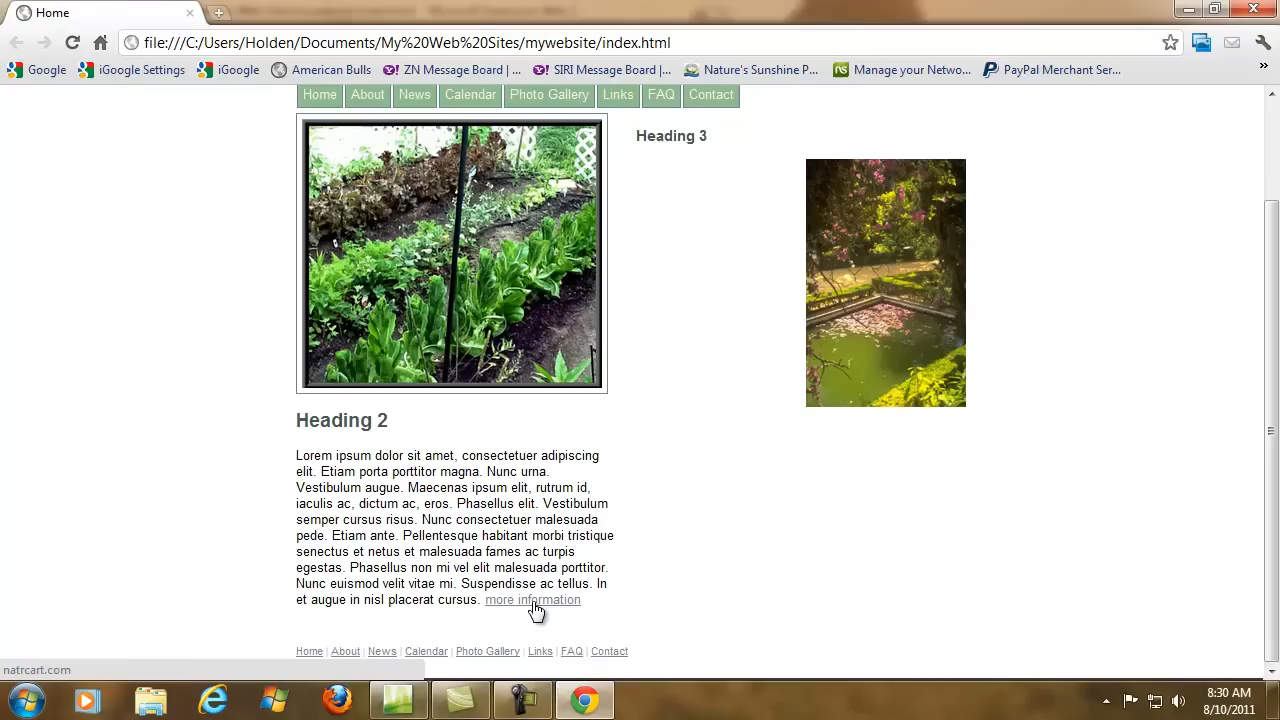 Home
file:///C:/Users/Holden/Documents/My%20Web%20Sites/mywebsite/index.html
Google iGoogle Settings iGoogle American Bulls ZN Message Board | ... SIRI Message Board |... Nature's Sunshine P... Manage your Netwo... PayPal Merchant Ser... »
Home About News Calendar Photo Gallery Links FAQ Contact
Heading 3
Heading 2
Lorem ipsum dolor sit amet, consectetuer adipiscing
elit. Etiam porta porttitor magna. Nunc urna.
Vestibulum augue. Maecenas ipsum elit, rutrum id,
iaculis ac, dictum ac, eros. Phasellus elit. Vestibulum
semper cursus risus. Nunc consectetuer malesuada
pede. Etiam ante. Pellentesque habitant morbi tristique
senectus et netus et malesuada fames ac turpis
egestas. Phasellus non mi vel elit malesuada porttitor.
Nunc euismod velit vitae mi. Suspendisse ac tellus. In
et augue in nisl placerat cursus. more information
Home | About | News | Calendar | Photo Gallery | Links | FAQ | Contact
natrcart.com
8:30 AM
8/10/2011